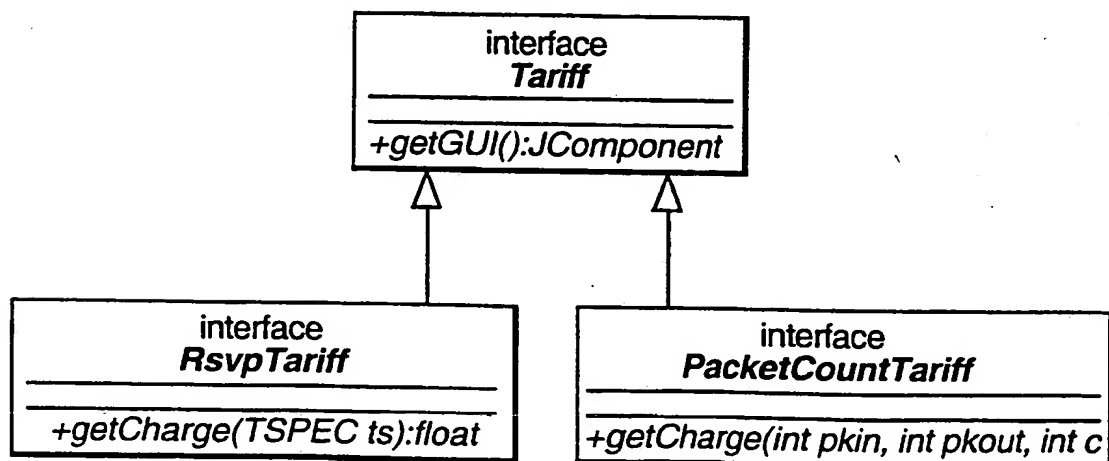 interface
Tariff
+getGUI():JComponent
interface
RsvpTariff
+getCharge(TSPEC ts):float
interface
PacketCountTariff
+getCharge(int pkin, int pkout, int c